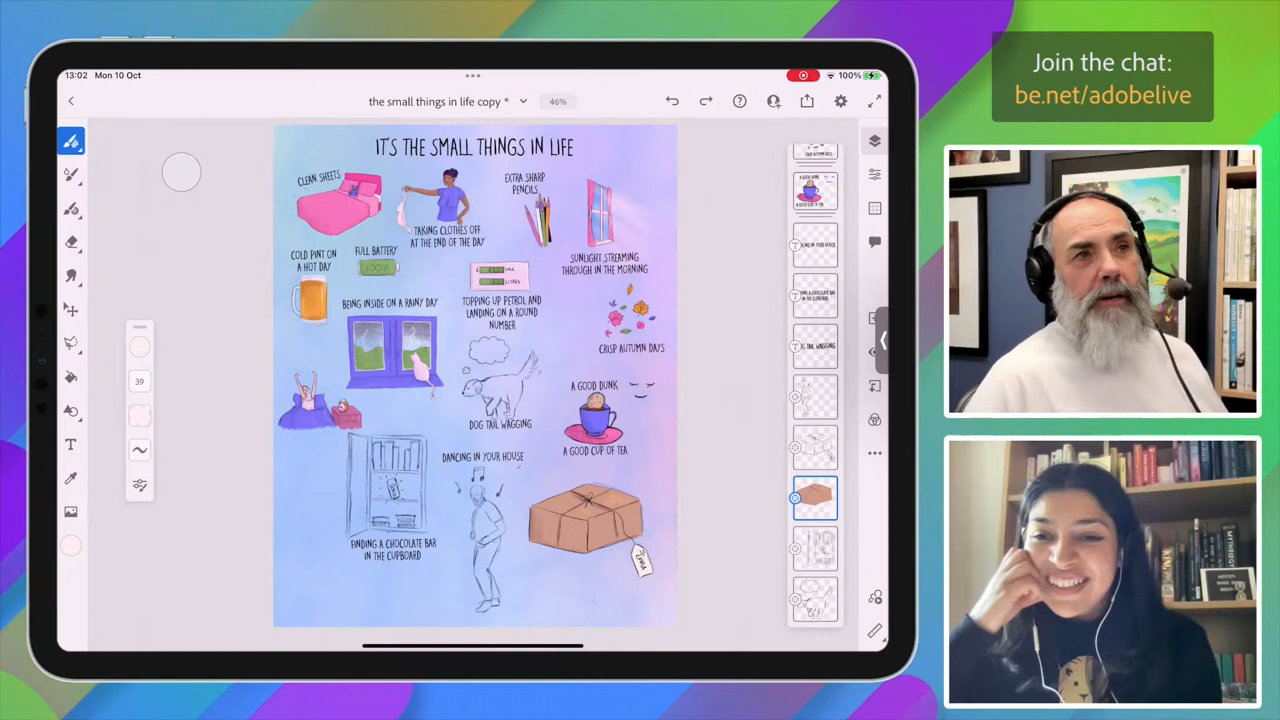 Join the chat:
be.net/adobelive
13:02 Mon 10 Oct
100%
the small things in life copy *
46%
IT'S THE SMALL THINGS IN LIFE
CLEAN SHEETS
EXTRA SHARP
PENCILS
TAKING CLOTHES OFF
AT THE END OF THE DAY
COLD PINT ON
A HOT DAY
FULL BATTERY
100%
SUNLIGHT STREAMING
THROUGH IN THE MORNING
BEING INSIDE ON A RAINY DAY
TOPPING UP PETROL AND
LANDING ON A ROUND
NUMBER
CRISP AUTUMN DAYS
A GOOD DUNK
DOG TAIL WAGGING
A GOOD CUP OF TEA
DANCING IN YOUR HOUSE
FINDING A CHOCOLATE BAR
IN THE CUPBOARD
39
T